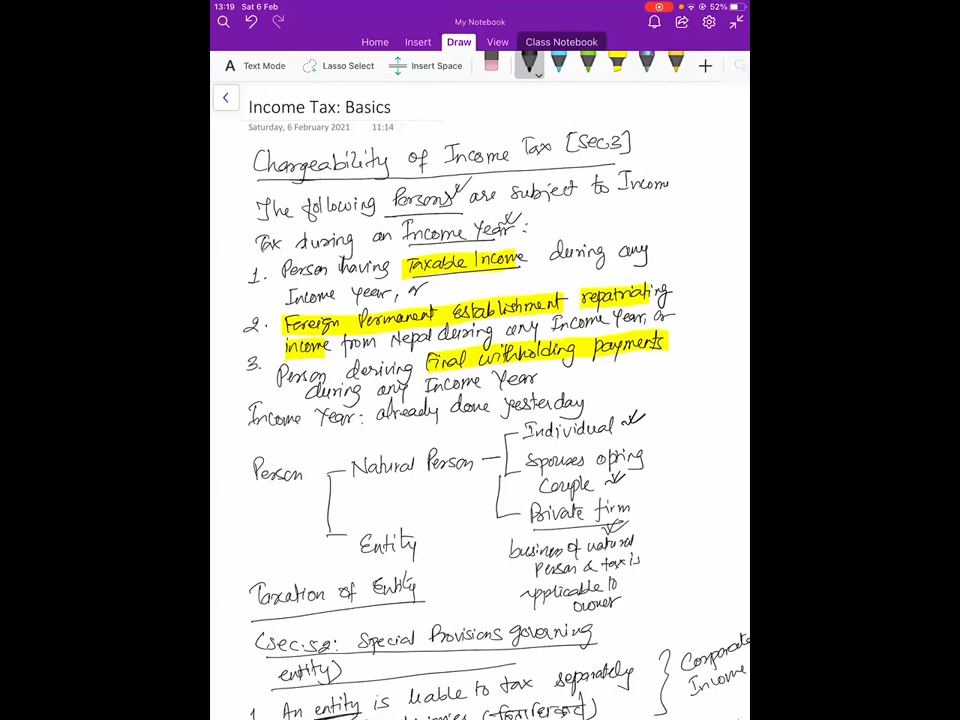 13:19 Sat 6 Feb
52%
My Notebook
Home Insert Draw View Class Notebook
A Text Mode Lasso Select Insert Space
Income Tax: Basics
Saturday, 6 February 2021 11:14
Chargeability of Income Tax [Sec.3]
The following Persons are subject to Income
Tax during an Income Year:
1. Person having Taxable Income during any
Income Year, or
2. Foreign Permanent Establishment repatriating
income from Nepal during any Income Year, or
3. Person deriving final withholding payments
during any Income Year
Income Year: already done yesterday
Individual
Person Natural Person Spouses opting
Couple
Private firm
Entity
business of natural
Person & tax is
applicable to
owner
Taxation of Entity
(Sec.52: Special Provisions governing
entity)
Corporate
Income
1. An entity is liable to tax separately